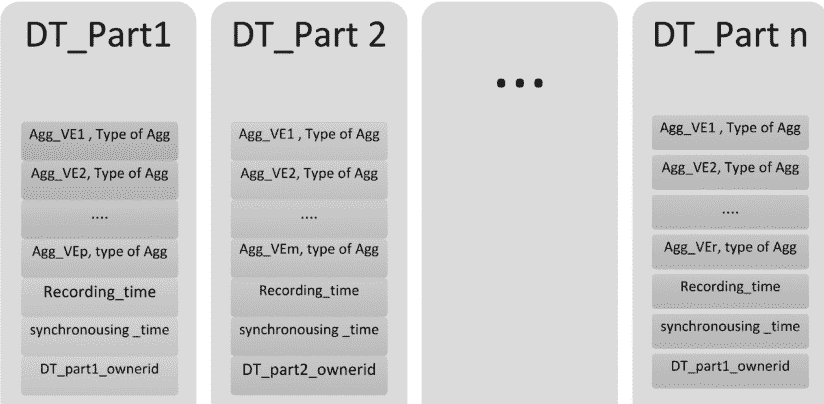 DT_Part1
Agg_VE1 , Type of Agg
Agg_VE2, Type of Agg
....
Agg_VEp, type of Agg
Recording_time
synchronousing _time
DT_part1_ownerid
DT_Part 2
Agg_VE1 , Type of Agg
Agg_VE2, Type of Agg
....
Agg_VEm, type of Agg
Recording_time
synchronousing _time
DT_part2_ownerid
...
DT_Part n
Agg_VE1 , Type of Agg
Agg_VE2, Type of Agg
....
Agg_VEr, type of Agg
Recording_time
synchronousing _time
DT_part1_ownerid